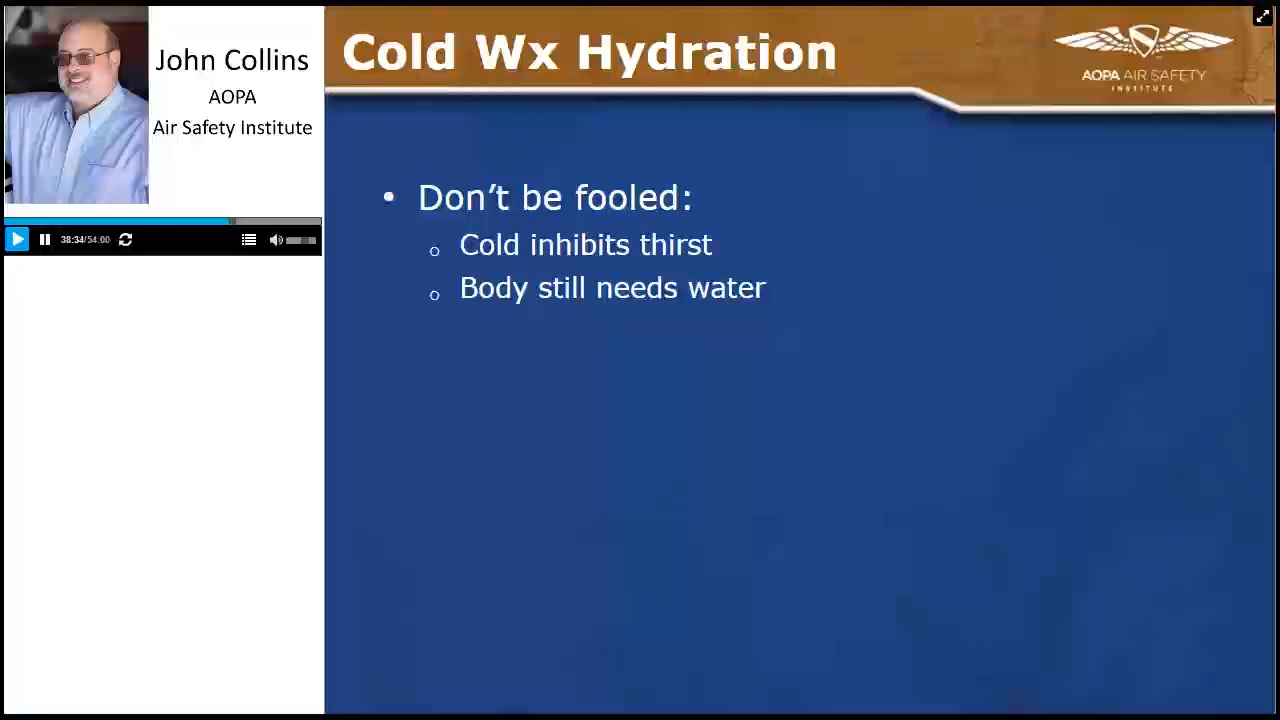 John Collins
AOPA
Air Safety Institute
38:34/54:00
Cold Wx Hydration
AOPA AIR SAFETY
INSTITUTE
• Don't be fooled:
o Cold inhibits thirst
o Body still needs water